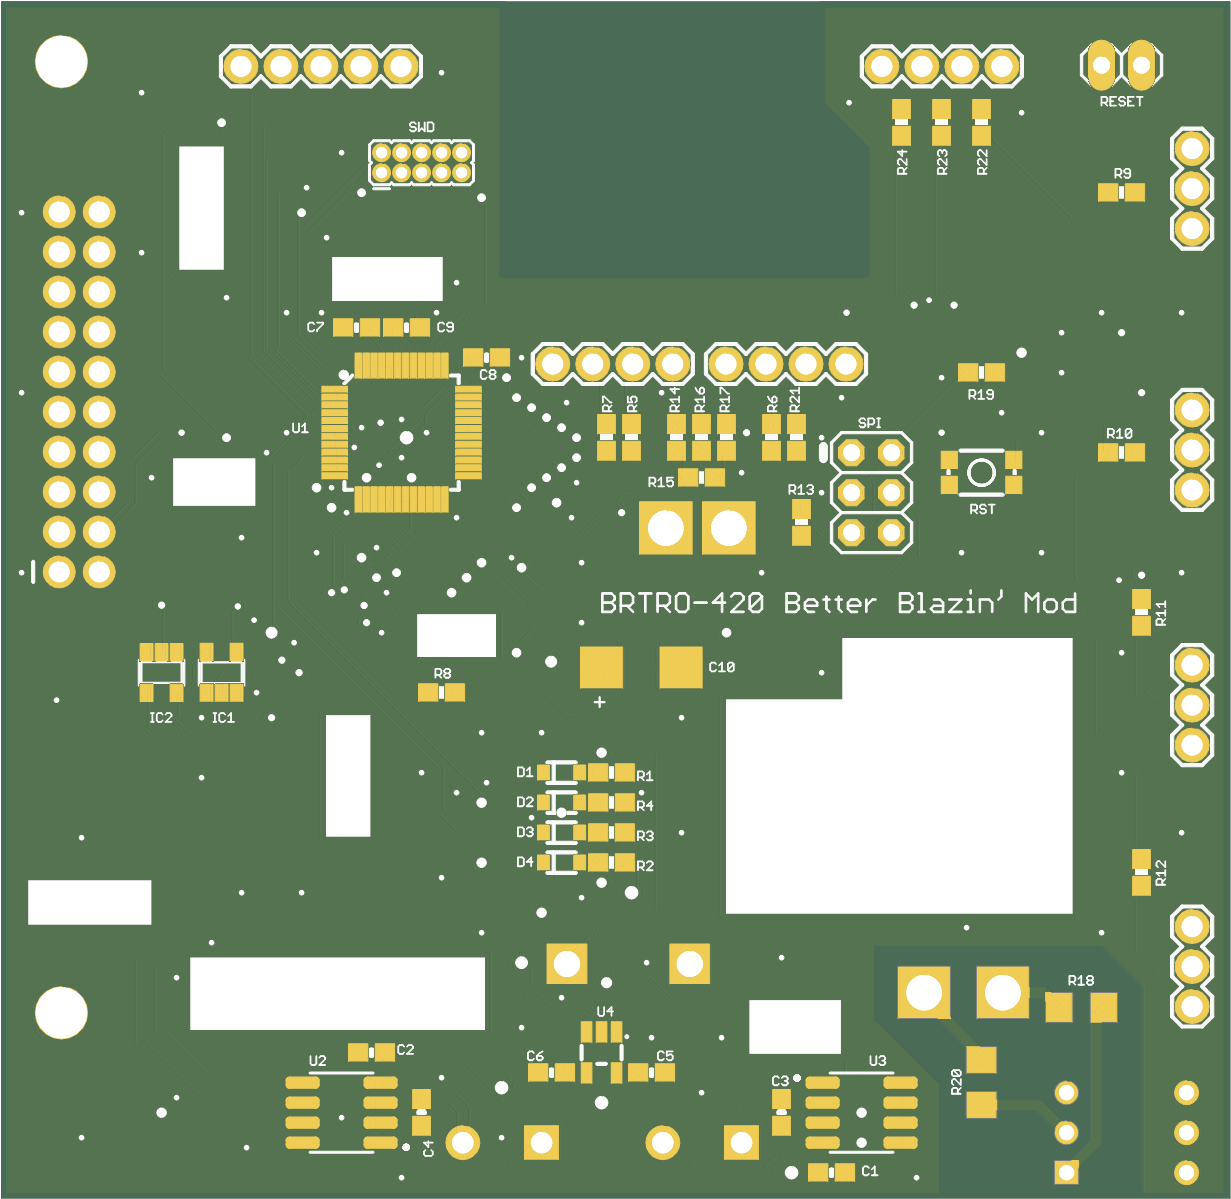 RESET
SWD
R24
R23
R22
R9
C7
C9
C8
R19
R7
R5
R14
R16
R17
R6
R21
SPI
U1
R10
R15
R13
RST
BRTRO-420 Better Blazin' Mod
R11
C10
R8
+
IC2
IC1
D1
R1
D2
R4
D3
R3
D4
R2
R12
R18
U4
C2
U2
C6
C5
U3
C3
R20
C4
C1